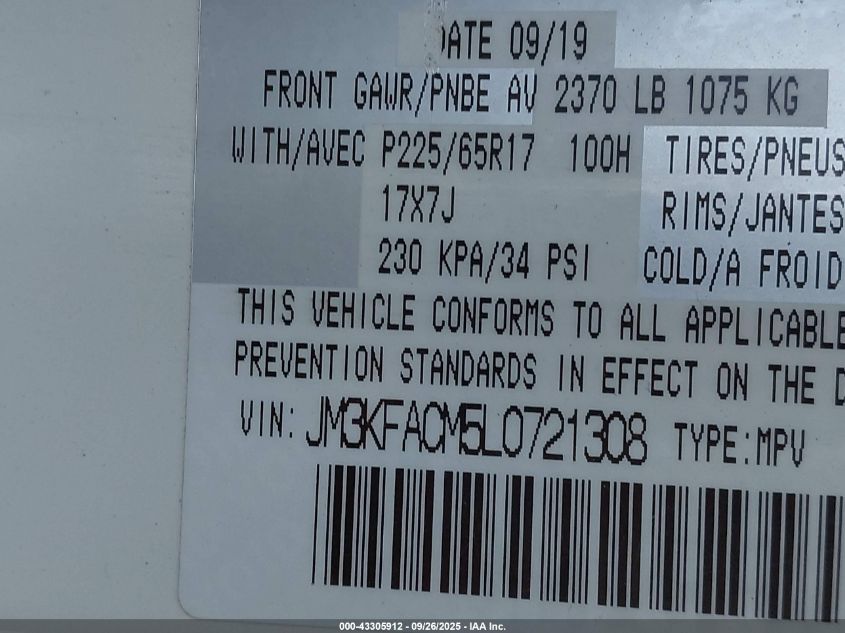 DATE 09/19
FRONT GAWR/PNBE AV 2370 LB 1075 KG
WITH/AVEC P225/65R17 100H TIRES/PNEUS
17X7J RIMS/JANTES
230 KPA/34 PSI COLD/A FROID
THIS VEHICLE CONFORMS TO ALL APPLICABLE
PREVENTION STANDARDS IN EFFECT ON THE D
VIN: JM3KFACM5L0721308 TYPE:MPV
000-43305912 - 09/26/2025 - IAA Inc.